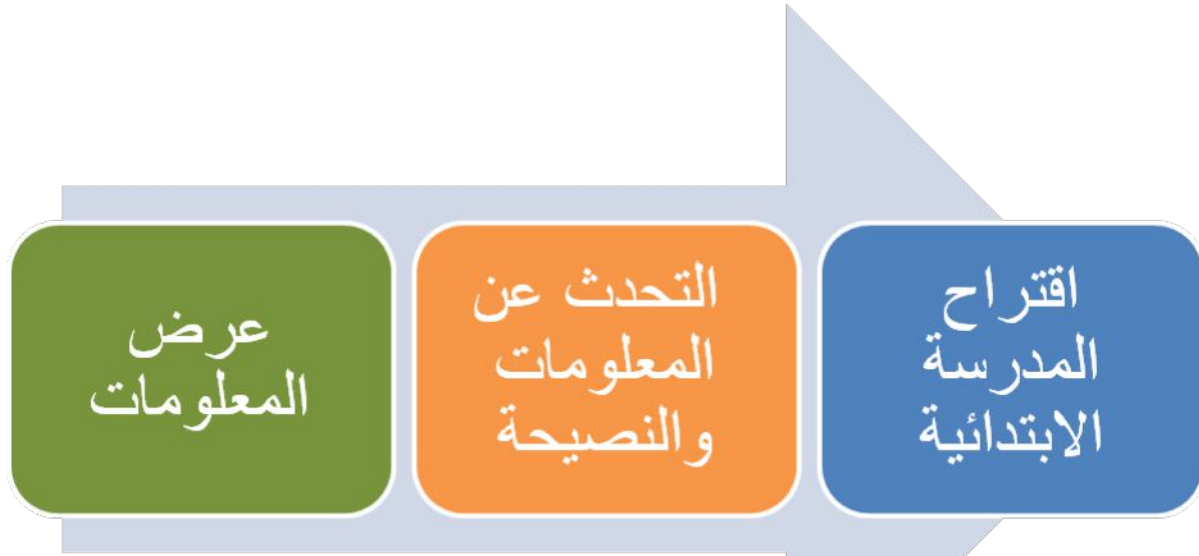 عرض
المعلومات
التحدث عن
المعلومات
والنصيحة
اقتراح
المدرسة
الابتدائية